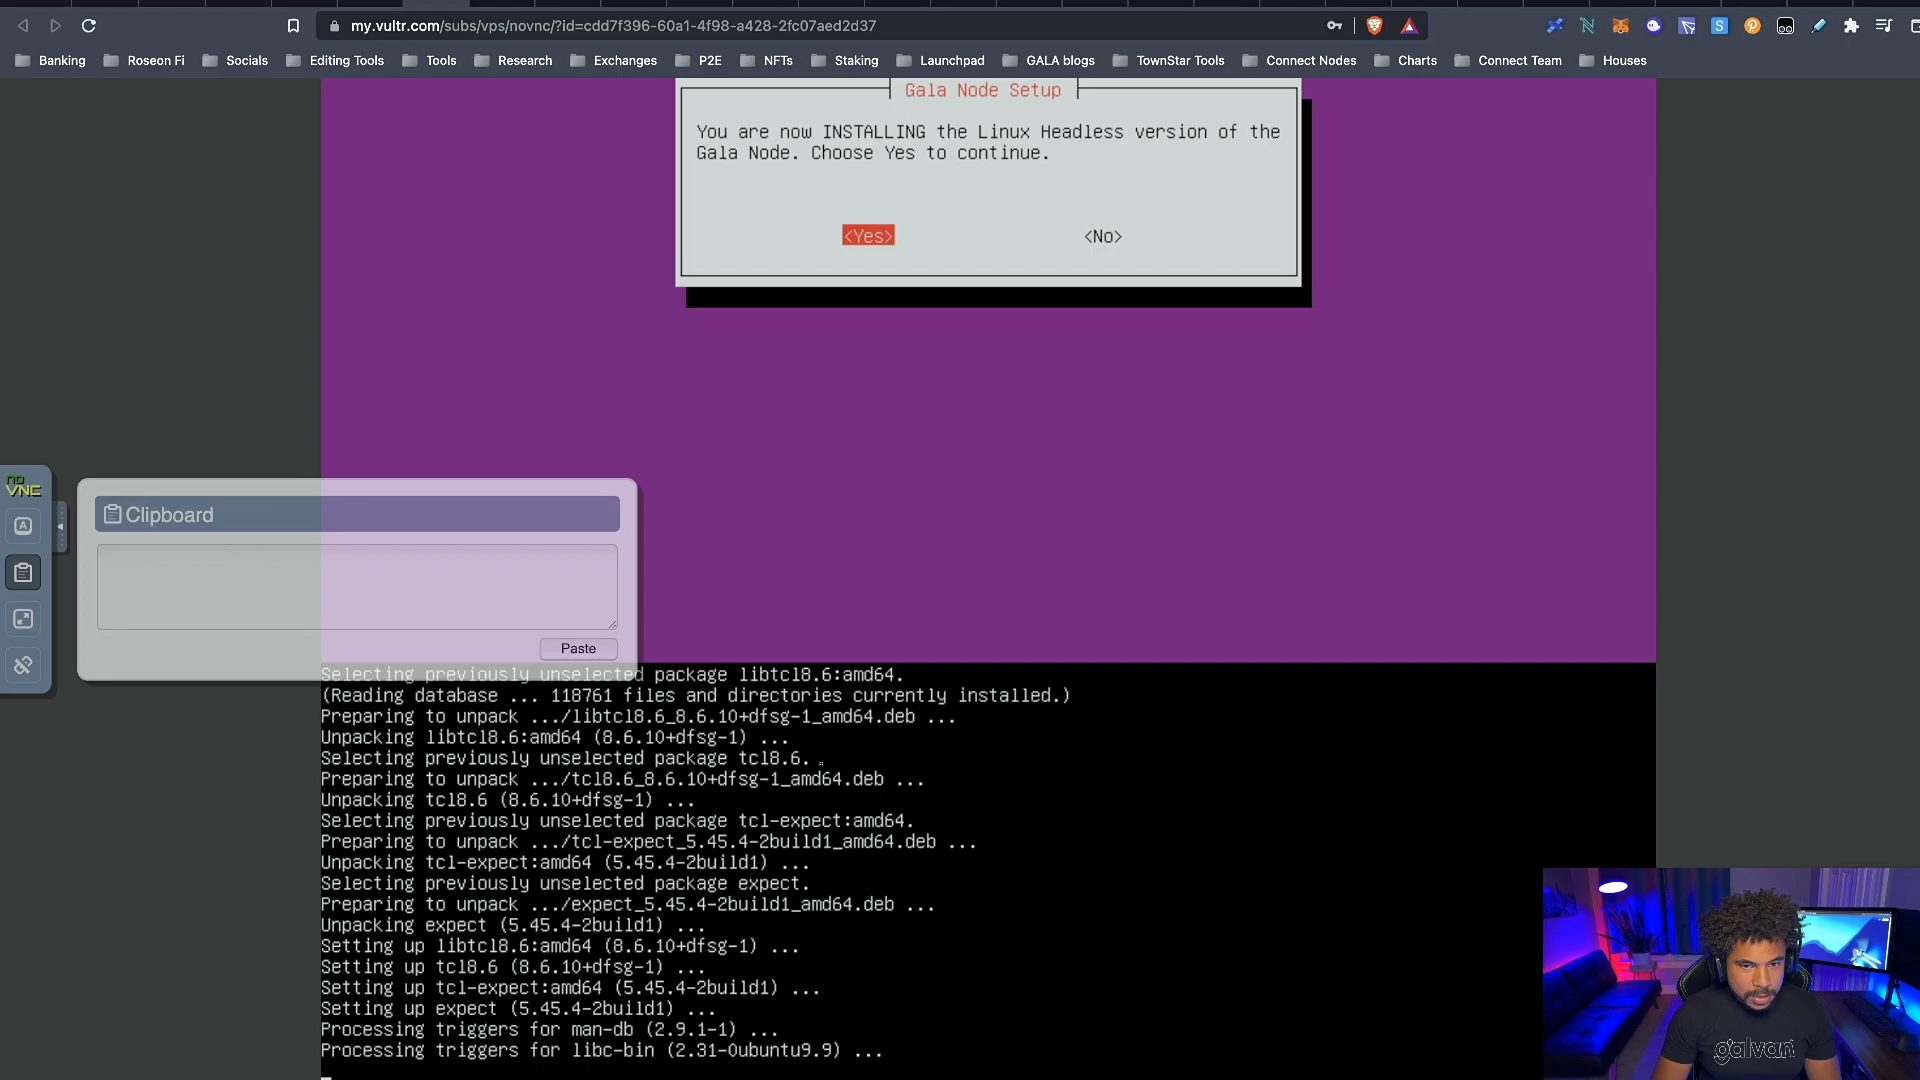 my.vultr.com/subs/vps/novnc/?id=cdd7f396-60a1-4f98-a428-2fc07aed2d37
Banking
Roseon Fi
Socials
Editing Tools
Tools
Research
Exchanges
P2E
NFTs
Staking
Launchpad
GALA blogs
TownStar Tools
Connect Nodes
Charts
Connect Team
Houses
Gala Node Setup
You are now INSTALLING the Linux Headless version of the
Gala Node. Choose Yes to continue.
<Yes>
<No>
no
VNC
A
Clipboard
Paste
Selecting previously unselected package libtcl8.6:amd64.
(Reading database ... 118761 files and directories currently installed.)
Preparing to unpack .../libtcl8.6_8.6.10+dfsg-1_amd64.deb ...
Unpacking libtcl8.6:amd64 (8.6.10+dfsg-1) ...
Selecting previously unselected package tcl8.6.
Preparing to unpack .../tcl8.6_8.6.10+dfsg-1_amd64.deb ...
Unpacking tcl8.6 (8.6.10+dfsg-1) ...
Selecting previously unselected package tcl-expect:amd64.
Preparing to unpack .../tcl-expect_5.45.4-2build1_amd64.deb ...
Unpacking tcl-expect:amd64 (5.45.4-2build1) ...
Selecting previously unselected package expect.
Preparing to unpack .../expect_5.45.4-2build1_amd64.deb ...
Unpacking expect (5.45.4-2build1) ...
Setting up libtcl8.6:amd64 (8.6.10+dfsg-1) ...
Setting up tcl8.6 (8.6.10+dfsg-1) ...
Setting up tcl-expect:amd64 (5.45.4-2build1) ...
Setting up expect (5.45.4-2build1) ...
Processing triggers for man-db (2.9.1-1) ...
Processing triggers for libc-bin (2.31-0ubuntu9.9) ...
galvan